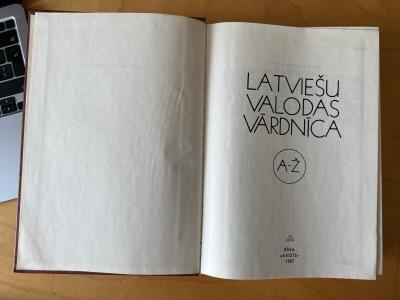 LATVIEŠU
VALODAS
VĀRDNĪCA
A-Ž
RĪGA
«AVOTS»
1987